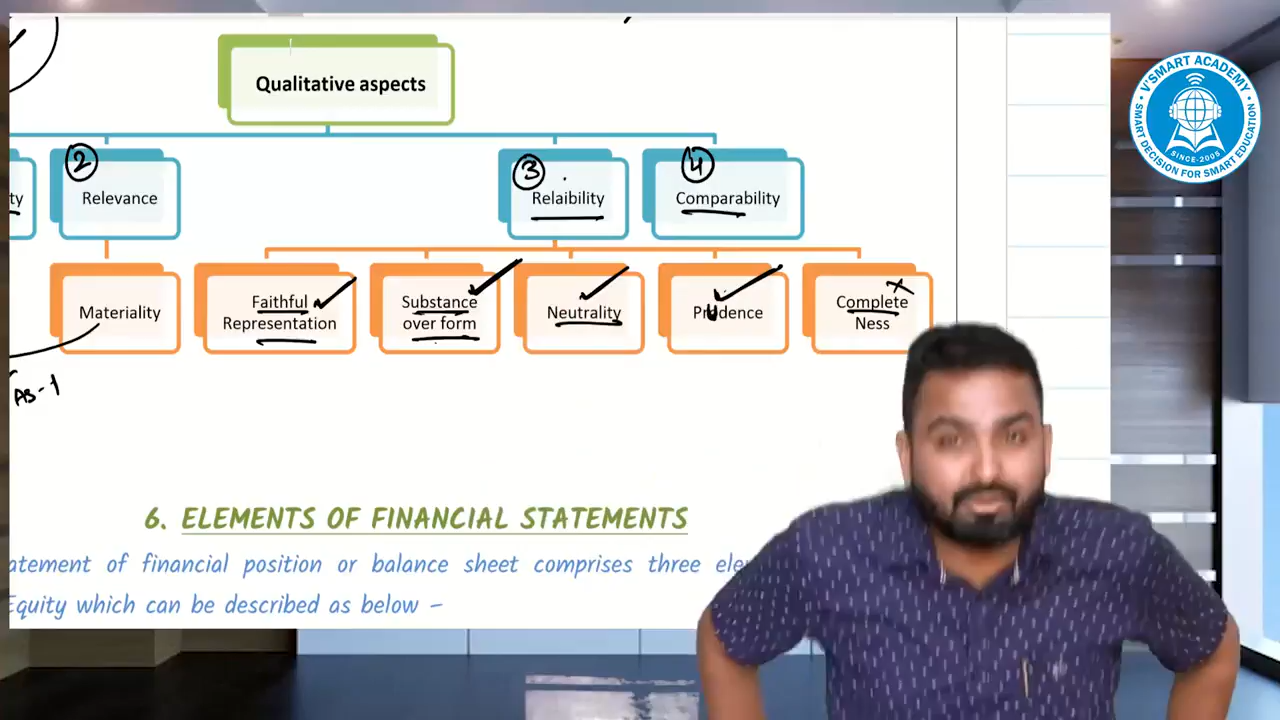 Qualitative aspects
ty
2
Relevance
3
Relaibility
4
Comparability
Materiality
Faithful
Representation
Substance
over form
Neutrality
Prudence
Complete
Ness
AS-1
6. ELEMENTS OF FINANCIAL STATEMENTS
atement of financial position or balance sheet comprises three ele
Equity which can be described as below –
V'SMART ACADEMY
SINCE-2005
SMART DECISION FOR SMART EDUCATION